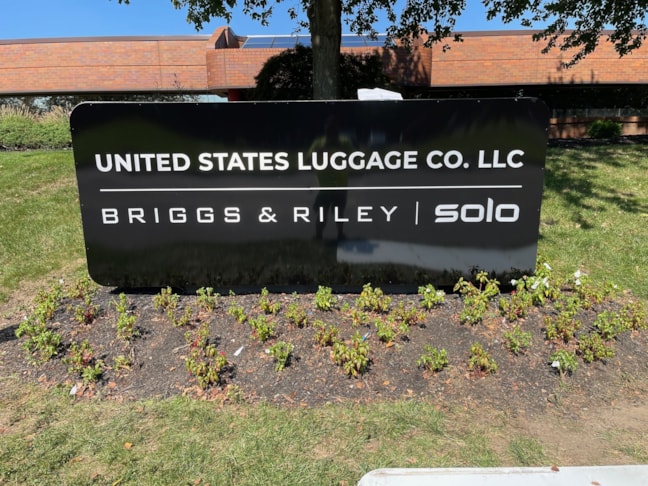 UNITED STATES LUGGAGE CO. LLC
BRIGGS & RILEY | solo